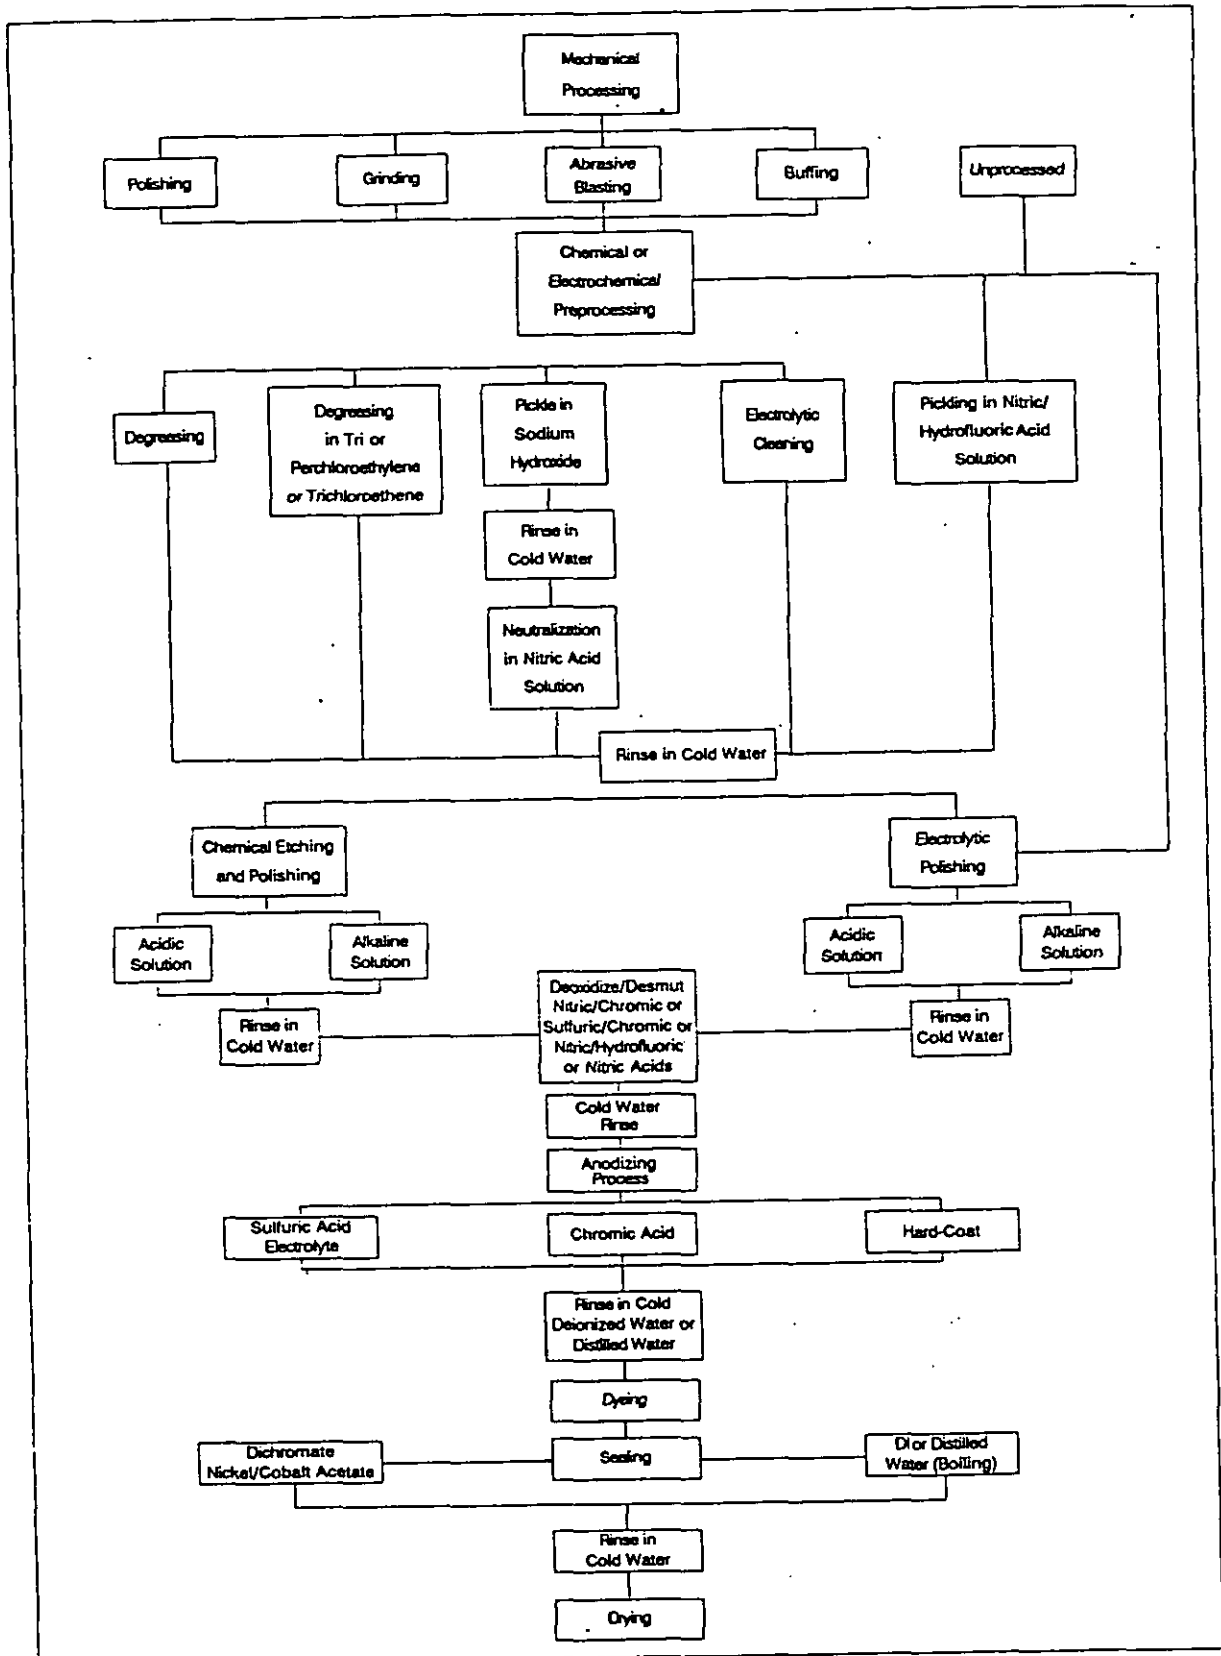 Mechanical
Processing
Polishing
Grinding
Abrasive
Blasting
Buffing
Unprocessed
Chemical or
Electrochemical
Preprocessing
Degreasing
Degreasing
in Tri or
Perchloroethylene
or Trichloroethene
Pickle in
Sodium
Hydroxide
Electrolytic
Cleaning
Pickling in Nitric/
Hydrofluoric Acid
Solution
Rinse in
Cold Water
Neutralization
in Nitric Acid
Solution
Rinse in Cold Water
Chemical Etching
and Polishing
Electrolytic
Polishing
Acidic
Solution
Alkaline
Solution
Acidic
Solution
Alkaline
Solution
Rinse in
Cold Water
Deoxidize/Desmut
Nitric/Chromic or
Sulfuric/Chromic or
Nitric/Hydrofluoric
or Nitric Acids
Rinse in
Cold Water
Cold Water
Rinse
Anodizing
Process
Sulfuric Acid
Electrolyte
Chromic Acid
Hard-Coat
Rinse in Cold
Deionized Water or
Distilled Water
Dyeing
Dichromate
Nickel/Cobalt Acetate
Sealing
DI or Distilled
Water (Boiling)
Rinse in
Cold Water
Drying